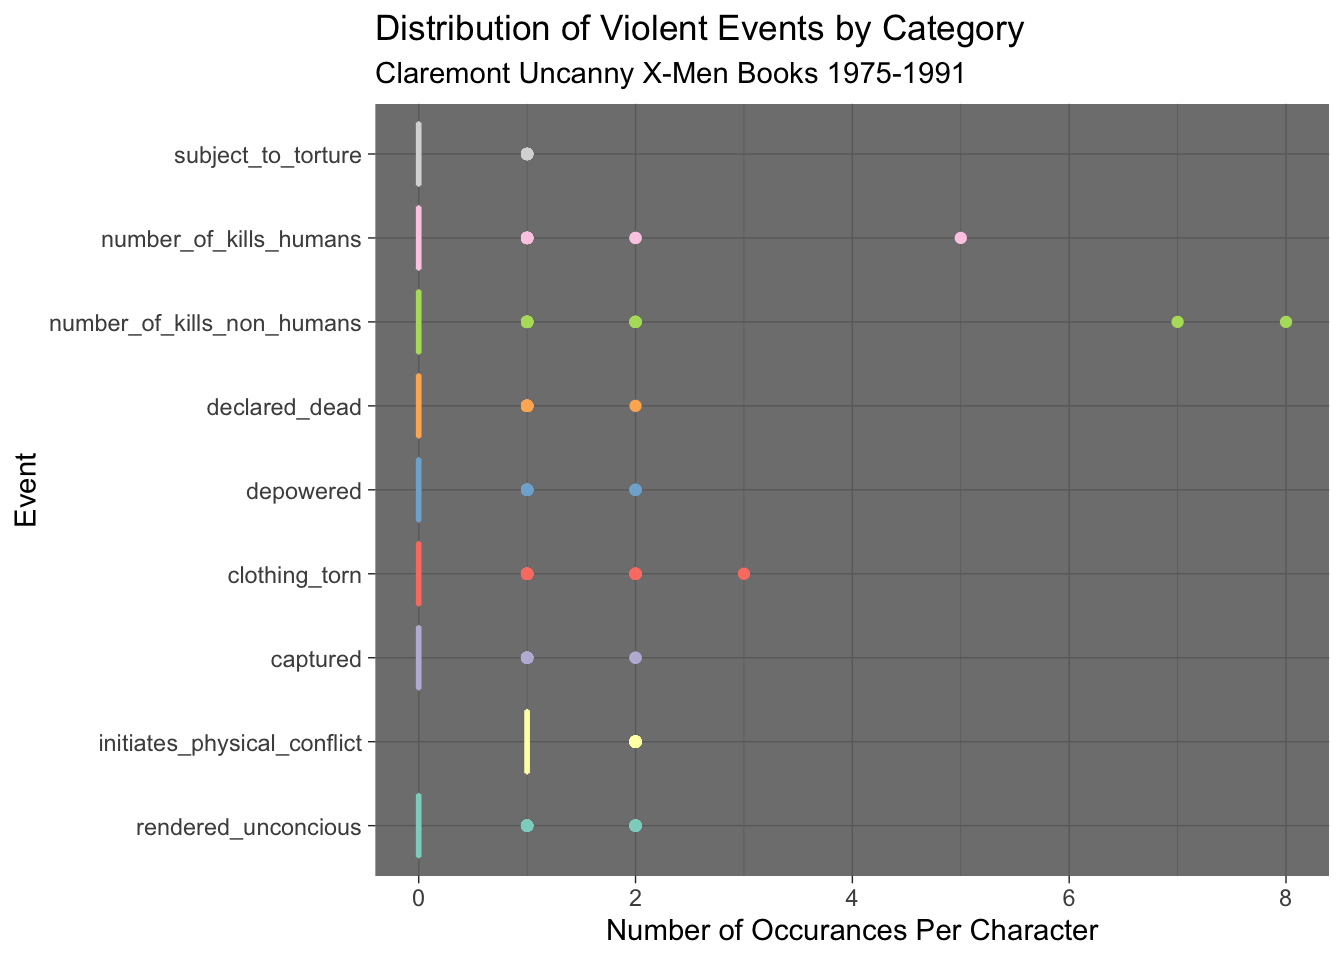 Distribution of Violent Events by Category
Claremont Uncanny X-Men Books 1975-1991
Event
subject_to_torture
number_of_kills_humans
number_of_kills_non_humans
declared_dead
depowered
clothing_torn
captured
initiates_physical_conflict
rendered_unconcious
0 2 4 6 8
Number of Occurances Per Character